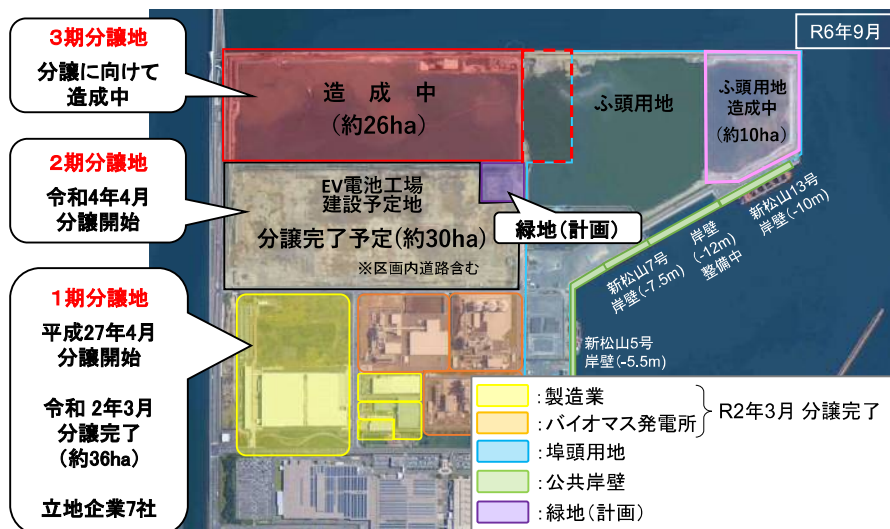 R6年9月
3期分譲地
分譲に向けて
造成中
造 成 中
(約26ha)
ふ頭用地
ふ頭用地
造成中
(約10ha)
2期分譲地
令和4年4月
分譲開始
EV電池工場
建設予定地
分譲完了予定(約30ha)
※区画内道路含む
緑地(計画)
新松山13号
岸壁(-10m)
岸壁
(-12m)
整備中
新松山7号
岸壁(-7.5m)
新松山5号
岸壁(-5.5m)
1期分譲地
平成27年4月
分譲開始
令和 2年3月
分譲完了
(約36ha)
立地企業7社
:製造業
:バイオマス発電所
R2年3月 分譲完了
:埠頭用地
:公共岸壁
:緑地(計画)